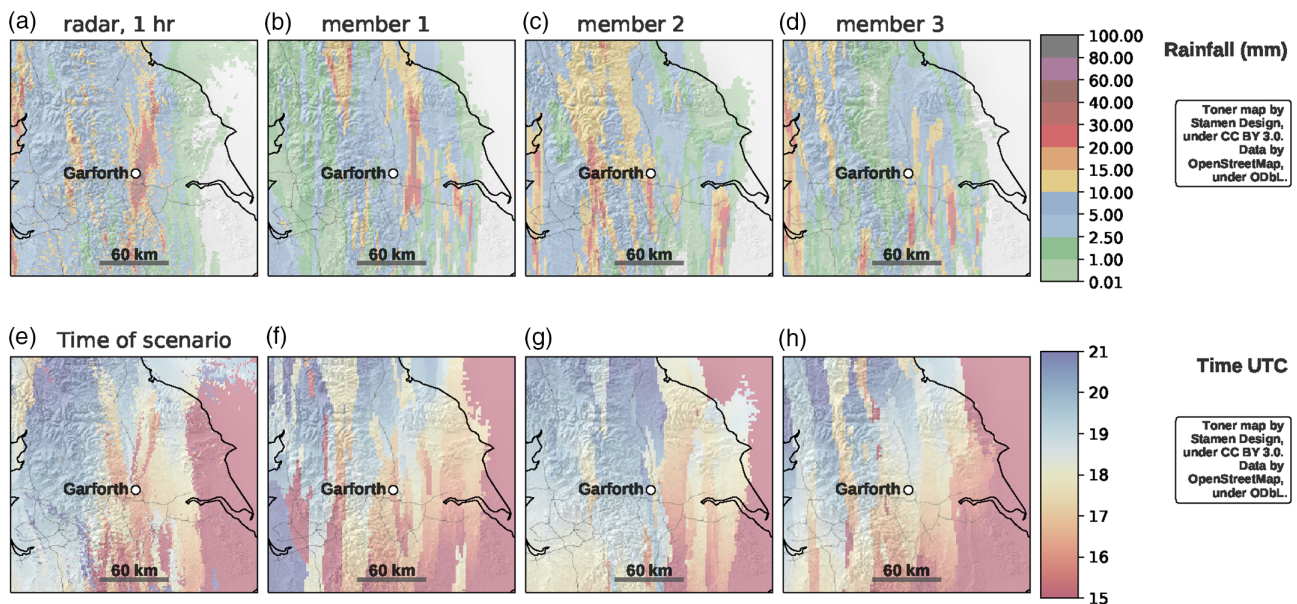 (a) radar, 1 hr
(b) member 1
(c) member 2
(d) member 3
Garforth
60 km
Garforth
60 km
Garforth
60 km
Garforth
60 km
100.00
80.00
60.00
40.00
30.00
20.00
15.00
10.00
5.00
2.50
1.00
0.01
Rainfall (mm)
Toner map by
Stamen Design,
under CC BY 3.0.
Data by
OpenStreetMap,
under ODbL.
(e) Time of scenario
(f)
(g)
(h)
Garforth
60 km
Garforth
60 km
Garforth
60 km
Garforth
60 km
21
20
19
18
17
16
15
Time UTC
Toner map by
Stamen Design,
under CC BY 3.0.
Data by
OpenStreetMap,
under ODbL.